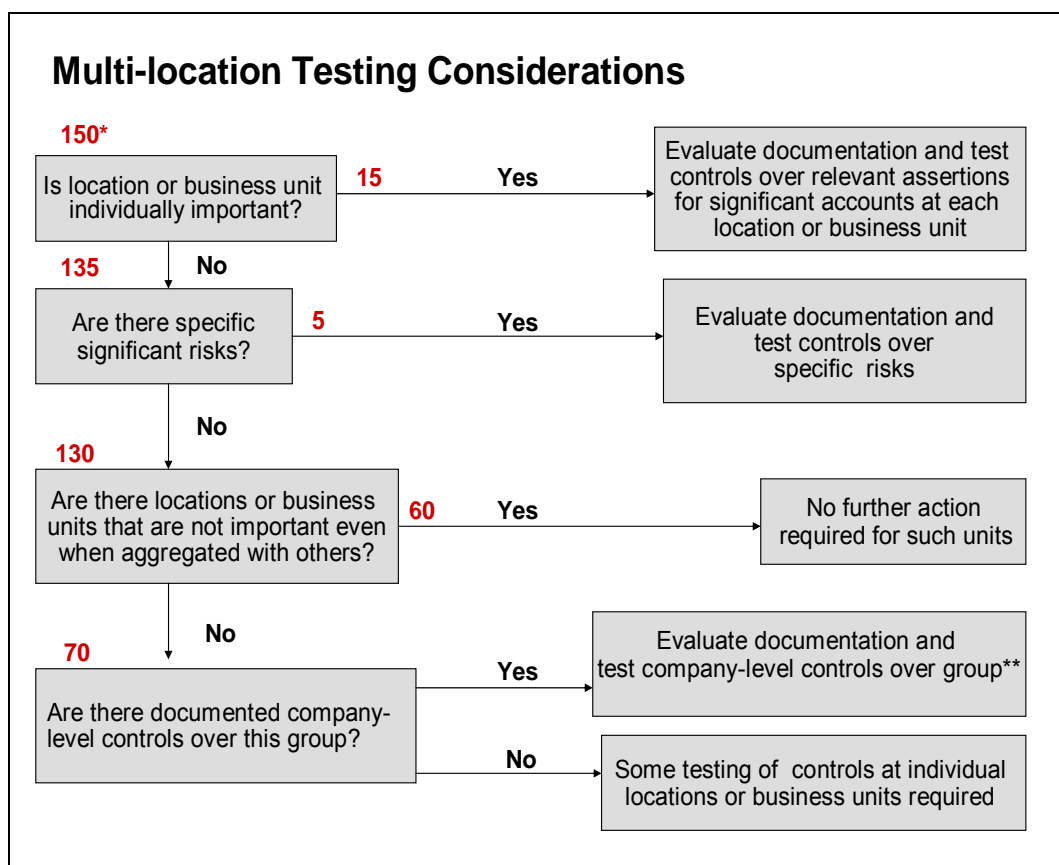 Multi-location Testing Considerations
150*
Is location or business unit
individually important?
15
Yes
Evaluate documentation and test
controls over relevant assertions
for significant accounts at each
location or business unit
No
135
Are there specific
significant risks?
5
Yes
Evaluate documentation and
test controls over
specific risks
No
130
Are there locations or business
units that are not important even
when aggregated with others?
60
Yes
No further action
required for such units
No
70
Are there documented company-
level controls over this group?
Yes
Evaluate documentation and
test company-level controls over group**
No
Some testing of controls at individual
locations or business units required